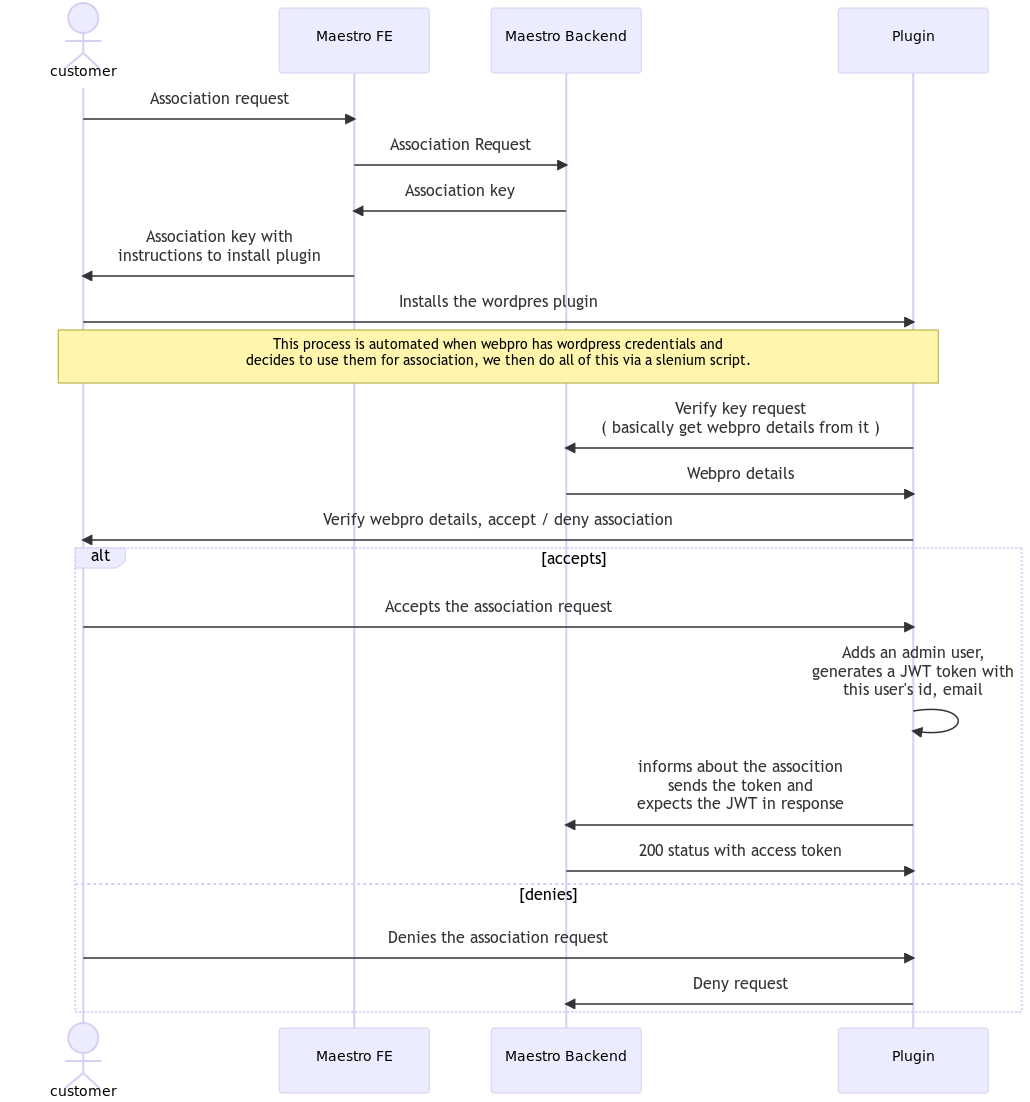 customer
Maestro FE
Maestro Backend
Plugin
Association request
Association Request
Association key
Association key with
instructions to install plugin
Installs the wordpres plugin
This process is automated when webpro has wordpress credentials and
decides to use them for association, we then do all of this via a slenium script.
Verify key request
( basically get webpro details from it )
Webpro details
Verify webpro details, accept / deny association
alt
[accepts]
Accepts the association request
Adds an admin user,
generates a JWT token with
this user's id, email
informs about the assocition
sends the token and
expects the JWT in response
200 status with access token
[denies]
Denies the association request
Deny request
customer
Maestro FE
Maestro Backend
Plugin